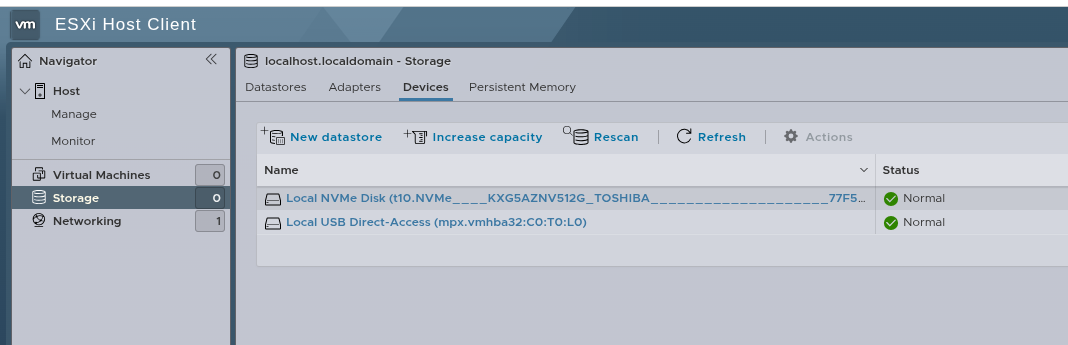 vm ESXi Host Client
Navigator
Host
Manage
Monitor
Virtual Machines 0
Storage 0
Networking 1
localhost.localdomain - Storage
Datastores Adapters Devices Persistent Memory
New datastore Increase capacity Rescan Refresh Actions
Name Status
Local NVMe Disk (t10.NVMe____KXG5AZNV512G_TOSHIBA____________________77F5... Normal
Local USB Direct-Access (mpx.vmhba32:C0:T0:L0) Normal